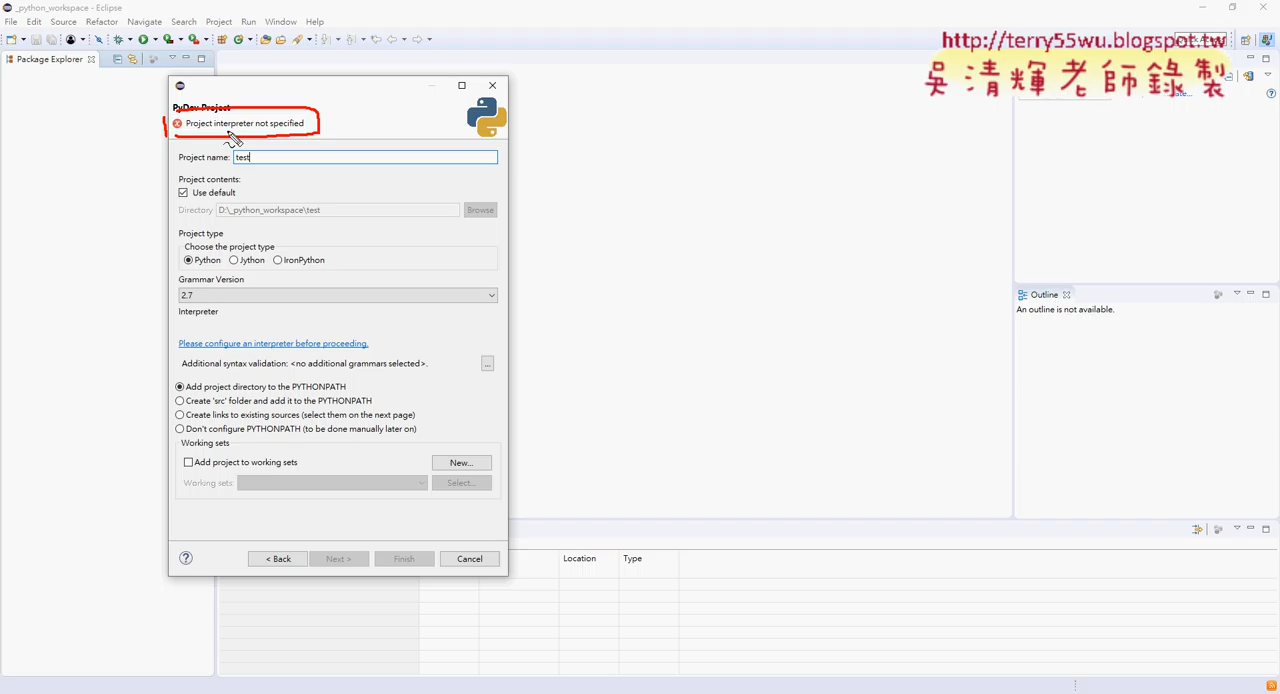 _python_workspace - Eclipse
File Edit Source Refactor Navigate Search Project Run Window Help
http://terry55wu.blogspot.tw
吳清輝老師錄製
Package Explorer
PyDev Project
Project interpreter not specified
Project name: test
Project contents:
Use default
Directory D:\_python_workspace\test Browse
Project type
Choose the project type
Python Jython IronPython
Grammar Version
2.7
Interpreter
Please configure an interpreter before proceeding.
Additional syntax validation: <no additional grammars selected>. ...
Add project directory to the PYTHONPATH
Create 'src' folder and add it to the PYTHONPATH
Create links to existing sources (select them on the next page)
Don't configure PYTHONPATH (to be done manually later on)
Working sets
Add project to working sets New...
Working sets: Select...
< Back Next > Finish Cancel
Outline
An outline is not available.
Location Type